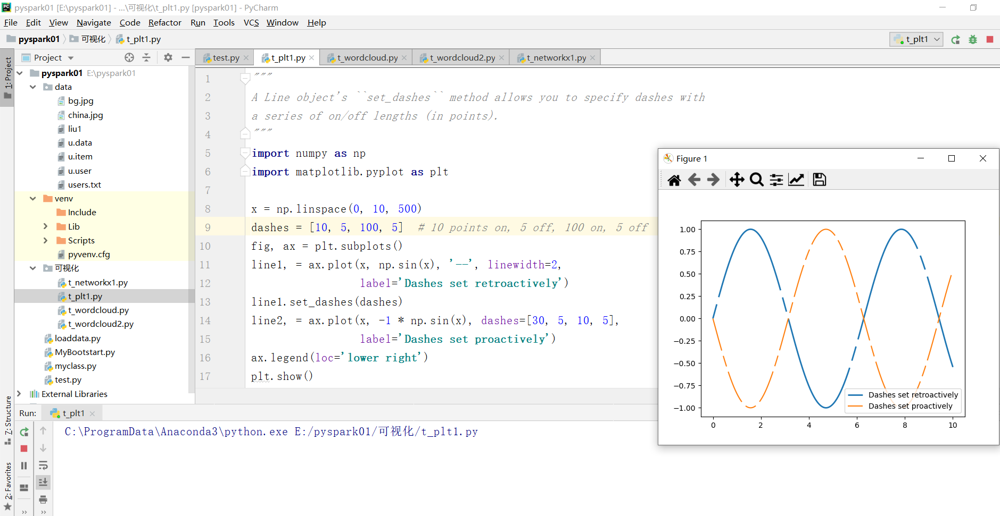 pyspark01 [E:\pyspark01] - ...\可视化\t_plt1.py [pyspark01] - PyCharm
File Edit View Navigate Code Refactor Run Tools VCS Window Help
pyspark01 可视化 t_plt1.py t_plt1
1: Project
Project
test.py t_plt1.py t_wordcloud.py t_wordcloud2.py t_networkx1.py
pyspark01 E:\pyspark01
data
bg.jpg
china.jpg
liu1
u.data
u.item
u.user
users.txt
venv
Include
Lib
Scripts
pyvenv.cfg
可视化
t_networkx1.py
t_plt1.py
t_wordcloud.py
t_wordcloud2.py
loaddata.py
MyBootstart.py
myclass.py
test.py
External Libraries
1 """
2 A Line object's ``set_dashes`` method allows you to specify dashes with
3 a series of on/off lengths (in points).
4 """
5 import numpy as np
6 import matplotlib.pyplot as plt
7
8 x = np.linspace(0, 10, 500)
9 dashes = [10, 5, 100, 5]  # 10 points on, 5 off, 100 on, 5 off
10 fig, ax = plt.subplots()
11 line1, = ax.plot(x, np.sin(x), '--', linewidth=2,
12 label='Dashes set retroactively')
13 line1.set_dashes(dashes)
14 line2, = ax.plot(x, -1 * np.sin(x), dashes=[30, 5, 10, 5],
15 label='Dashes set proactively')
16 ax.legend(loc='lower right')
17 plt.show()
Figure 1
1.00
0.75
0.50
0.25
0.00
−0.25
−0.50
−0.75
−1.00
0 2 4 6 8 10
Dashes set retroactively
Dashes set proactively
7: Structure
2: Favorites
Run: t_plt1
C:\ProgramData\Anaconda3\python.exe E:/pyspark01/可视化/t_plt1.py